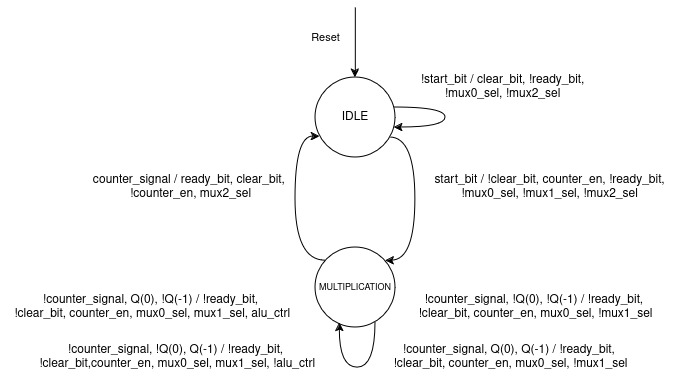 Reset
!start_bit / clear_bit, !ready_bit,
!mux0_sel, !mux2_sel
IDLE
counter_signal / ready_bit, clear_bit,
!counter_en, mux2_sel
start_bit / !clear_bit, counter_en, !ready_bit,
!mux0_sel, !mux1_sel, !mux2_sel
MULTIPLICATION
!counter_signal, Q(0), !Q(-1) / !ready_bit,
!clear_bit, counter_en, mux0_sel, mux1_sel, alu_ctrl
!counter_signal, !Q(0), !Q(-1) / !ready_bit,
!clear_bit, counter_en, mux0_sel, !mux1_sel
!counter_signal, !Q(0), Q(-1) / !ready_bit,
!clear_bit,counter_en, mux0_sel, mux1_sel, !alu_ctrl
!counter_signal, Q(0), Q(-1) / !ready_bit,
!clear_bit, counter_en, mux0_sel, !mux1_sel